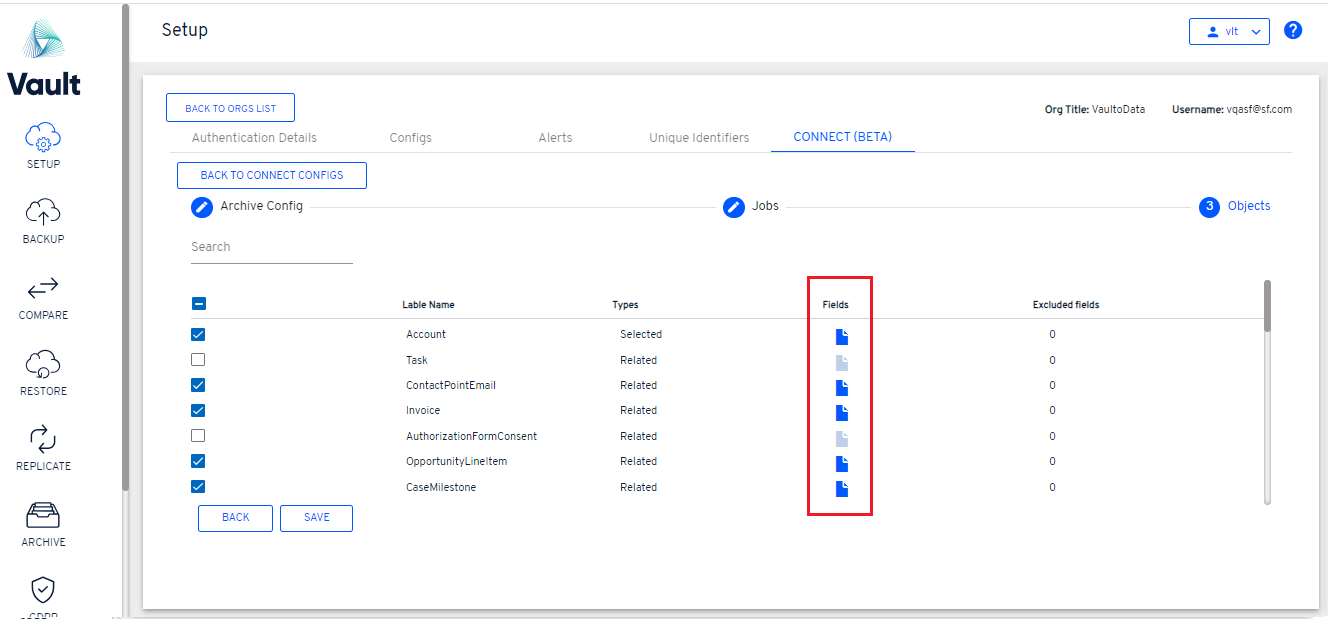 Vault
SETUP
BACKUP
COMPARE
RESTORE
REPLICATE
ARCHIVE
Setup
vlt
?
BACK TO ORGS LIST
Org Title: VaultoData Username: vqasf@sf.com
Authentication Details Configs Alerts Unique Identifiers CONNECT (BETA)
BACK TO CONNECT CONFIGS
Archive Config Jobs 3 Objects
Search
Lable Name Types Fields Excluded fields
Account Selected 0
Task Related 0
ContactPointEmail Related 0
Invoice Related 0
AuthorizationFormConsent Related 0
OpportunityLineItem Related 0
CaseMilestone Related 0
BACK SAVE